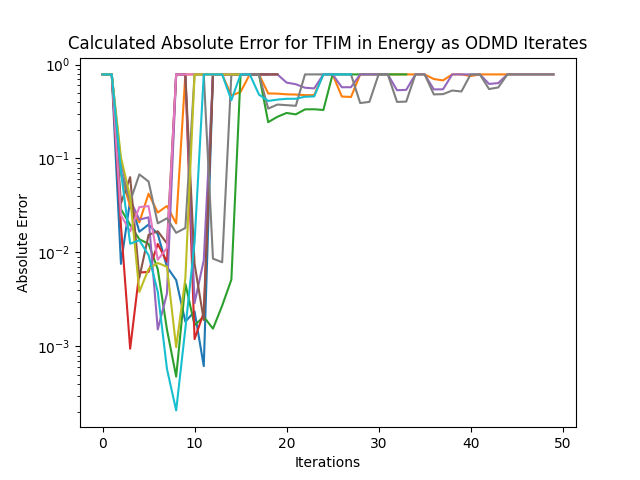 Calculated Absolute Error for TFIM in Energy as ODMD Iterates
Absolute Error
10⁰
10⁻¹
10⁻²
10⁻³
0 10 20 30 40 50
Iterations